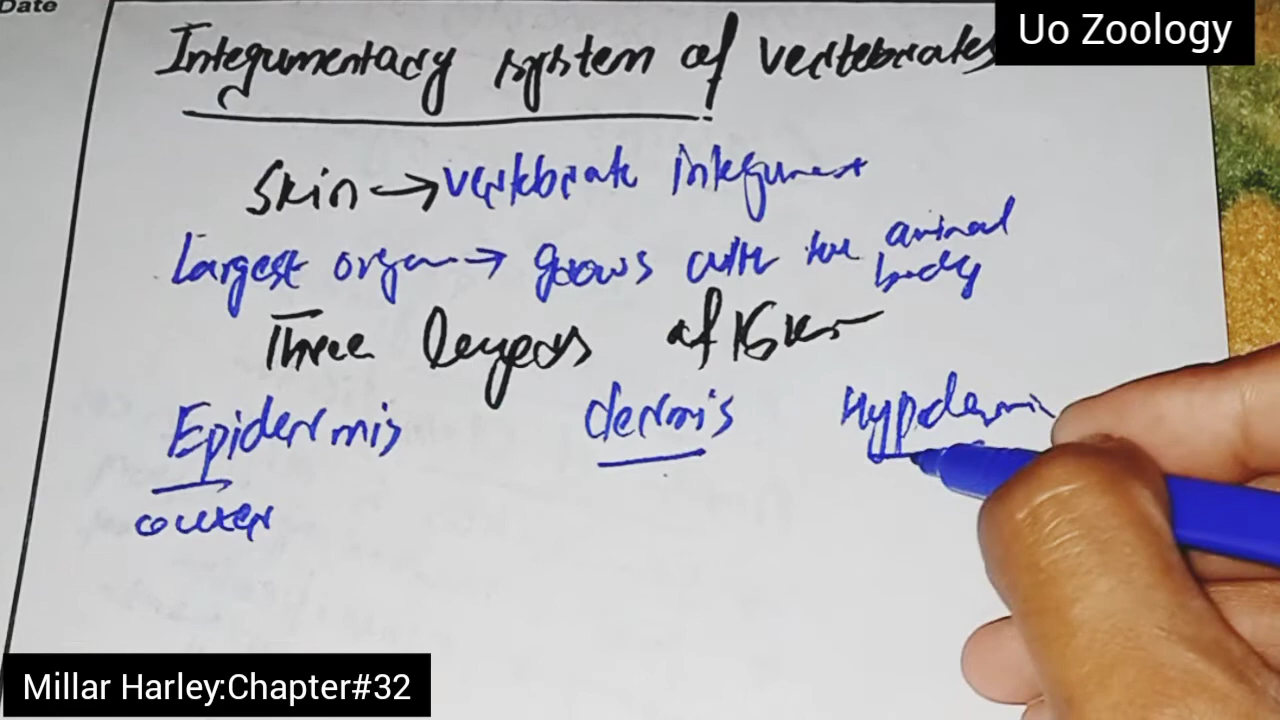 Date
Uo Zoology
Integumentary system of vertebrates
Skin → vertebrate integument
Largest organ → grows with the animal body
Three layers of skin
Epidermis dermis Hypodermi
outer
Millar Harley:Chapter#32